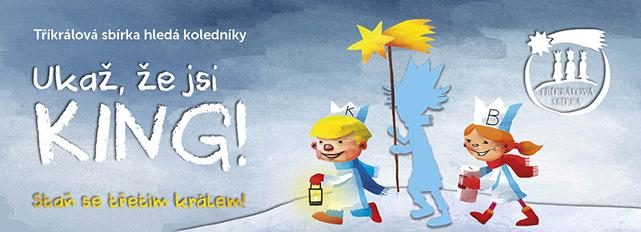 Tříkrálová sbírka hledá koledníky
Ukaž, že jsi
KING!
Staň se třetím králem!
K
B
TŘÍKRÁLOVÁ
SBÍRKA